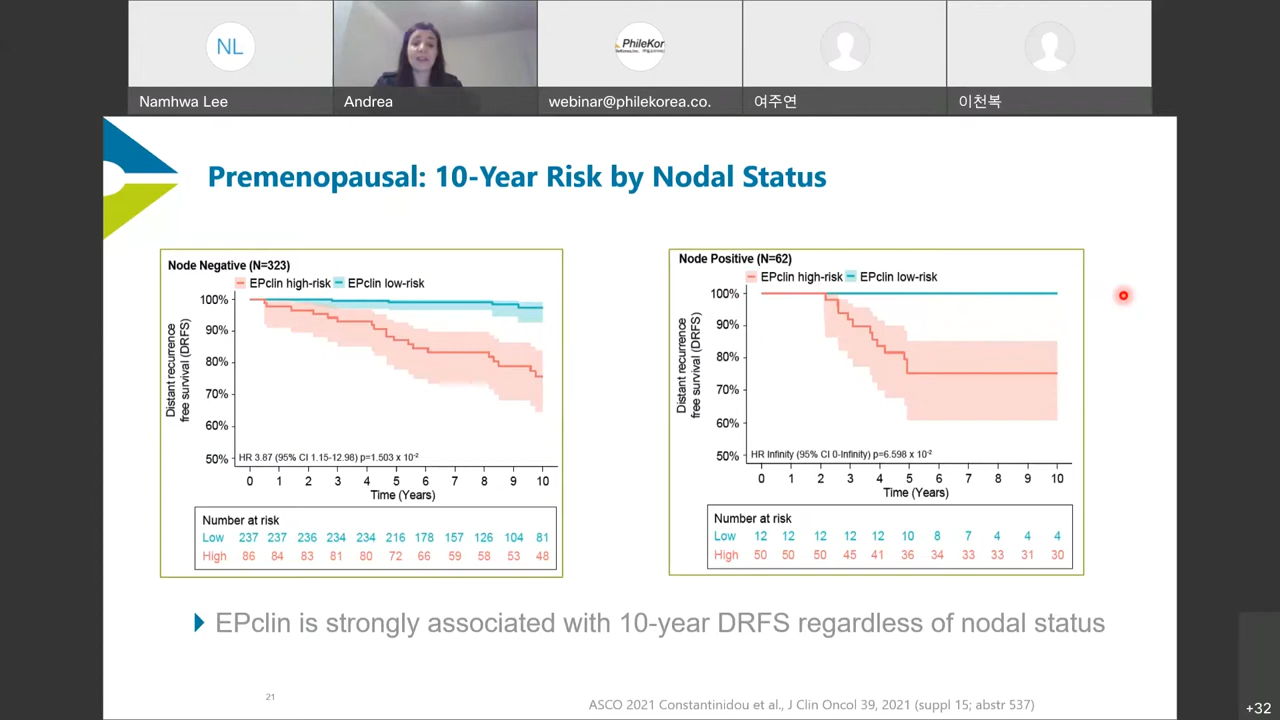 NL
PhileKor
Namhwa Lee
Andrea
webinar@philekorea.co.
여주연
이천복
Premenopausal: 10-Year Risk by Nodal Status
Node Negative (N=323)
EPclin high-risk EPclin low-risk
Distant recurrence
free survival (DRFS)
100%
90%
80%
70%
60%
50%
HR 3.87 (95% CI 1.15-12.98) p=1.503 x 10⁻²
0 1 2 3 4 5 6 7 8 9 10
Time (Years)
Number at risk
Low 237 237 236 234 234 216 178 157 126 104 81
High 86 84 83 81 80 72 66 59 58 53 48
Node Positive (N=62)
EPclin high-risk EPclin low-risk
Distant recurrence
free survival (DRFS)
100%
90%
80%
70%
60%
50%
HR Infinity (95% CI 0-Infinity) p=6.598 x 10⁻²
0 1 2 3 4 5 6 7 8 9 10
Time (Years)
Number at risk
Low 12 12 12 12 12 10 8 7 4 4 4
High 50 50 50 45 41 36 34 33 33 31 30
EPclin is strongly associated with 10-year DRFS regardless of nodal status
21
ASCO 2021 Constantinidou et al., J Clin Oncol 39, 2021 (suppl 15; abstr 537)
+32